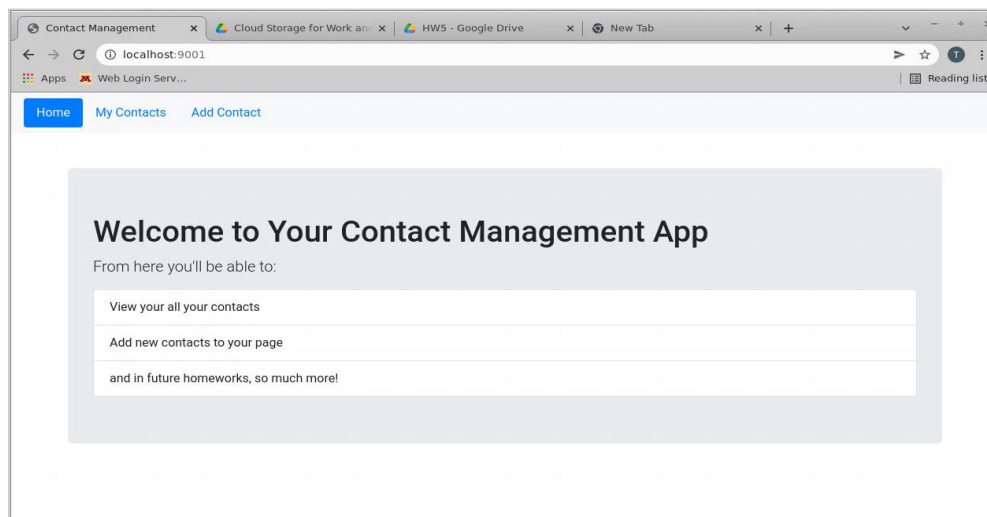 Contact Management
Cloud Storage for Work an
HW5 - Google Drive
New Tab
localhost:9001
T
Apps
Web Login Serv...
Reading list
Home
My Contacts
Add Contact
Welcome to Your Contact Management App
From here you'll be able to:
View your all your contacts
Add new contacts to your page
and in future homeworks, so much more!